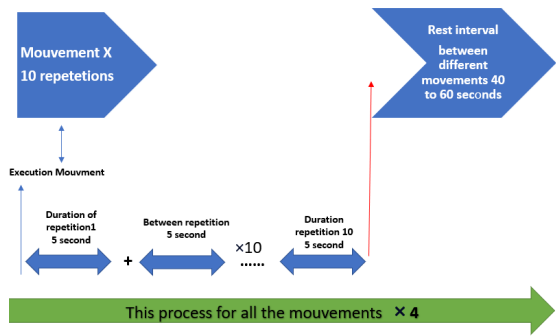 Mouvement X
10 repetetions
Rest interval
between
different
movements 40
to 60 seconds
Execution Mouvment
Duration of
repetition1
5 second
+
Between repetition
5 second
×10
......
Duration
repetition 10
5 second
This process for all the mouvements ×4